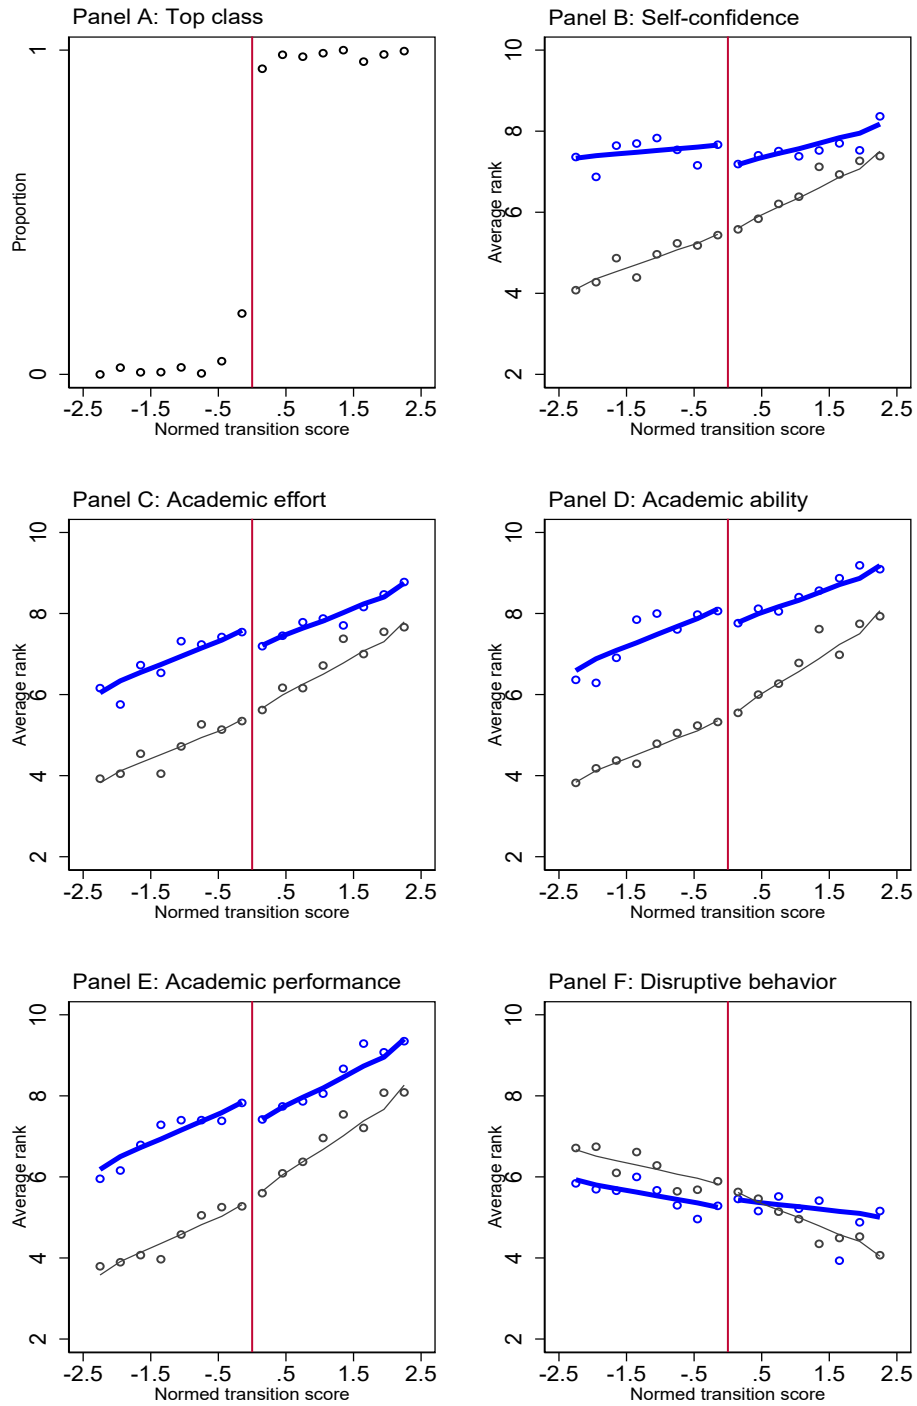 Panel A: Top class
Proportion
1
0
-2.5 -1.5 -.5 .5 1.5 2.5
Normed transition score
Panel B: Self-confidence
Average rank
10
8
6
4
2
-2.5 -1.5 -.5 .5 1.5 2.5
Normed transition score
Panel C: Academic effort
Average rank
10
8
6
4
2
-2.5 -1.5 -.5 .5 1.5 2.5
Normed transition score
Panel D: Academic ability
Average rank
10
8
6
4
2
-2.5 -1.5 -.5 .5 1.5 2.5
Normed transition score
Panel E: Academic performance
Average rank
10
8
6
4
2
-2.5 -1.5 -.5 .5 1.5 2.5
Normed transition score
Panel F: Disruptive behavior
Average rank
10
8
6
4
2
-2.5 -1.5 -.5 .5 1.5 2.5
Normed transition score